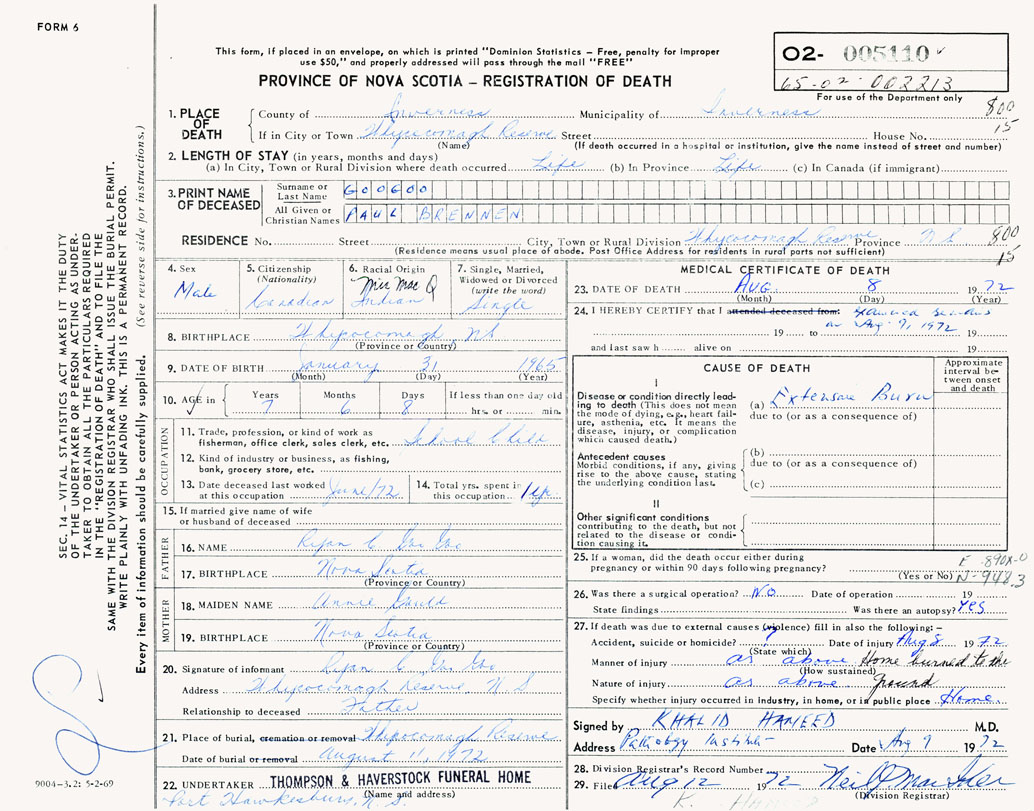 FORM 6
This form, if placed in an envelope, on which is printed "Dominion Statistics – Free, penalty for improper
use $50," and properly addressed will pass through the mail "FREE"
PROVINCE OF NOVA SCOTIA – REGISTRATION OF DEATH
O2- 005110
65-02-002213
For use of the Department only
1. PLACE OF DEATH
County of Inverness Municipality of Inverness 800
If in City or Town Whycocomagh Reserve Street House No. 15
(Name) (If death occurred in a hospital or institution, give the name instead of street and number)
2. LENGTH OF STAY (in years, months and days)
(a) In City, Town or Rural Division where death occurred Life (b) In Province Life (c) In Canada (if immigrant)
3. PRINT NAME OF DECEASED
Surname or Last Name GOOGOO
All Given or Christian Names PAUL BRENNEN
RESIDENCE No. Street City, Town or Rural Division Whycocomagh Reserve Province N S 800
(Residence means usual place of abode. Post Office Address for residents in rural parts not sufficient) 15
4. Sex
Male
5. Citizenship
(Nationality)
Canadian
6. Racial Origin
Mic Mac
Indian
7. Single, Married,
Widowed or Divorced
(write the word)
Single
8. BIRTHPLACE Whycocomagh, NS
(Province or Country)
9. DATE OF BIRTH January 31 1965
(Month) (Day) (Year)
10. AGE in Years Months Days If less than one day old
7 6 8 hrs. or min.
OCCUPATION
11. Trade, profession, or kind of work as
fisherman, office clerk, sales clerk, etc. School Child
12. Kind of industry or business, as fishing,
bank, grocery store, etc.
13. Date deceased last worked
at this occupation June/72
14. Total yrs. spent in
this occupation 1 yr.
15. If married give name of wife
or husband of deceased
FATHER
16. NAME Ryan C. Goo Goo
17. BIRTHPLACE Nova Scotia
(Province or Country)
MOTHER
18. MAIDEN NAME Annie Gould
19. BIRTHPLACE Nova Scotia
(Province or Country)
20. Signature of informant Ryan C. Goo Goo
Address Whycocomagh Reserve N. S
Relationship to deceased Father
21. Place of burial, cremation or removal Whycocomagh Reserve
Date of burial or removal August 11, 1972
22. UNDERTAKER THOMPSON & HAVERSTOCK FUNERAL HOME
(Name and address)
Port Hawkesbury, N. S.
MEDICAL CERTIFICATE OF DEATH
23. DATE OF DEATH Aug 8 1972
(Month) (Day) (Year)
24. I HEREBY CERTIFY that I attended deceased from: examined
on Aug 9, 1972
19 to 19
and last saw h alive on 19
CAUSE OF DEATH
Approximate interval between onset and death
I
Disease or condition directly leading to death (This does not mean the mode of dying, e.g., heart failure, asthenia, etc. It means the disease, injury, or complication which caused death.)
(a) Extensive Burn
due to (or as a consequence of)
Antecedent causes
Morbid conditions, if any, giving rise to the above cause, stating the underlying condition last.
(b)
due to (or as a consequence of)
(c)
II
Other significant conditions
contributing to the death, but not related to the disease or condition causing it.
25. If a woman, did the death occur either during
pregnancy or within 90 days following pregnancy?
(Yes or No)
N-948.3
26. Was there a surgical operation? No Date of operation 19
State findings Was there an autopsy? Yes
27. If death was due to external causes (violence) fill in also the following: –
Accident, suicide or homicide? ? Date of injury Aug 8 1972
(State which)
Manner of injury as above Home burned to the
(How sustained)
Nature of injury as above ground
Specify whether injury occurred in industry, in home, or in public place Home
Signed by KHALID HAMEED M.D.
Address Pathology Institute Date Aug 9 1972
28. Division Registrar's Record Number
29. Filed Aug 12 1972
(Division Registrar)
SEC. 14 – VITAL STATISTICS ACT MAKES IT THE DUTY
OF THE UNDERTAKER OR PERSON ACTING AS UNDER-
TAKER TO OBTAIN ALL THE PARTICULARS REQUIRED
IN THE "REGISTRATION OF DEATH" AND TO FILE THE
SAME WITH THE DIVISION REGISTRAR WHO SHALL ISSUE THE BURIAL PERMIT.
WRITE PLAINLY WITH UNFADING INK. THIS IS A PERMANENT RECORD.
Every item of information should be carefully supplied. (See reverse side for instructions.)
9004-3.2: 5-2-69